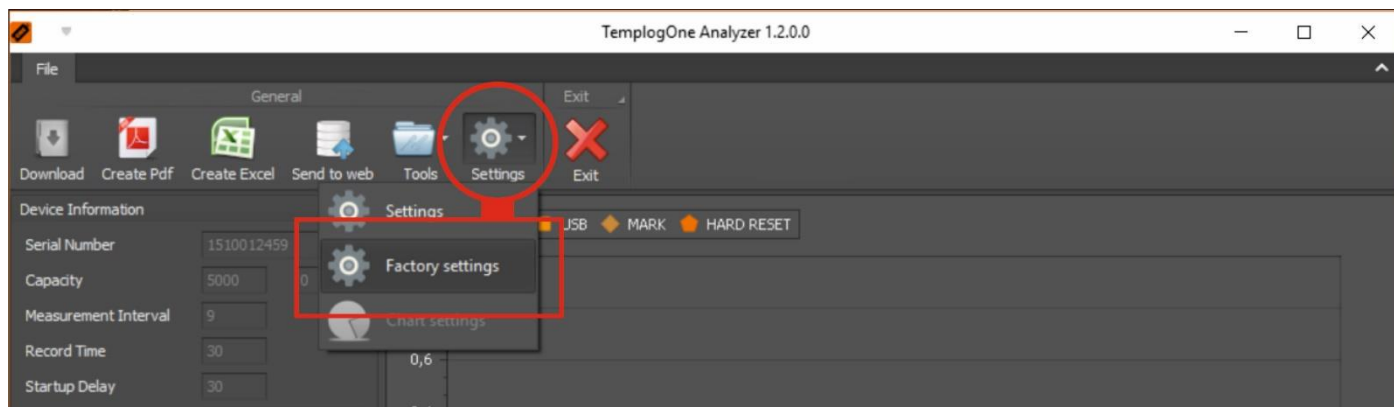 TemplogOne Analyzer 1.2.0.0
File
General
Exit
Download
Create Pdf
Create Excel
Send to web
Tools
Settings
Exit
Device Information
Serial Number 1510012459
Capacity 5000 0
Measurement Interval 9
Record Time 30
Startup Delay 30
Settings
Factory settings
Chart settings
USB MARK HARD RESET
0,6